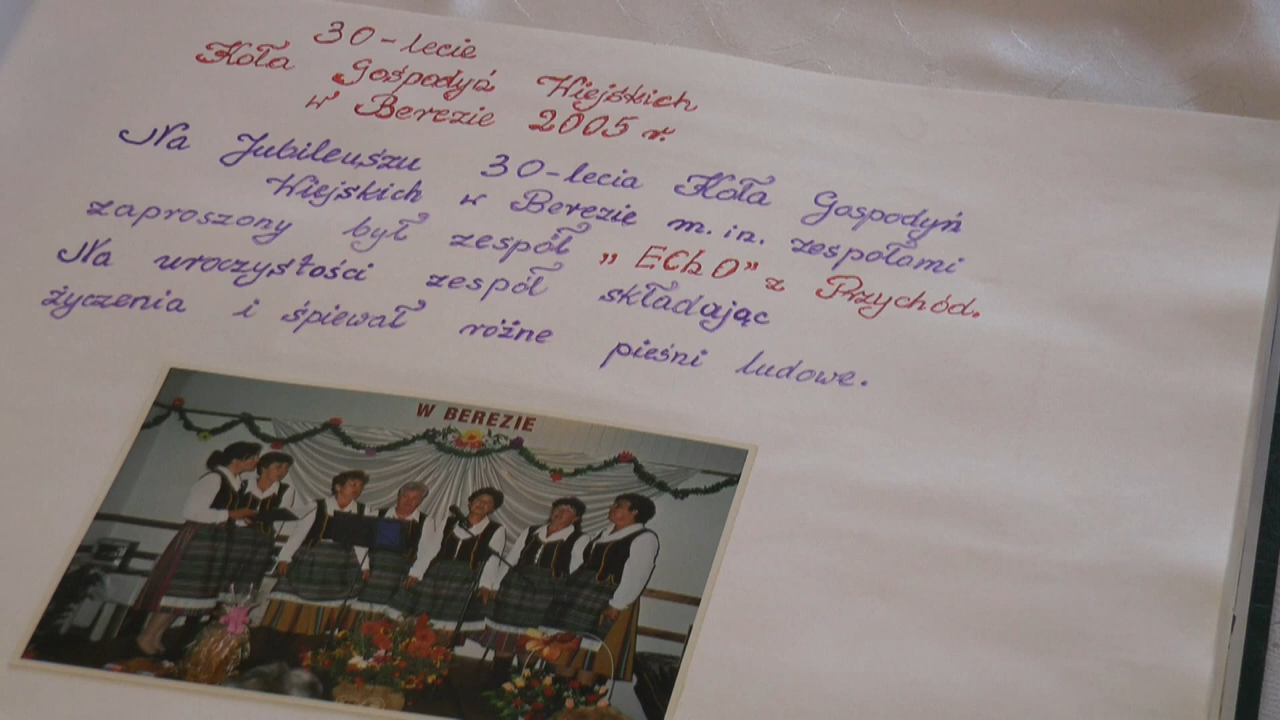 30-lecie
Koła Gospodyń Wiejskich
w Berezie 2005 r.
Na Jubileuszu 30-lecia Koła Gospodyń
Wiejskich w Berezie m. in. zespołami
zaproszony był zespół „ECHO" z Przychód.
Na uroczystości zespół składając
życzenia i śpiewał różne pieśni ludowe.
W BEREZIE